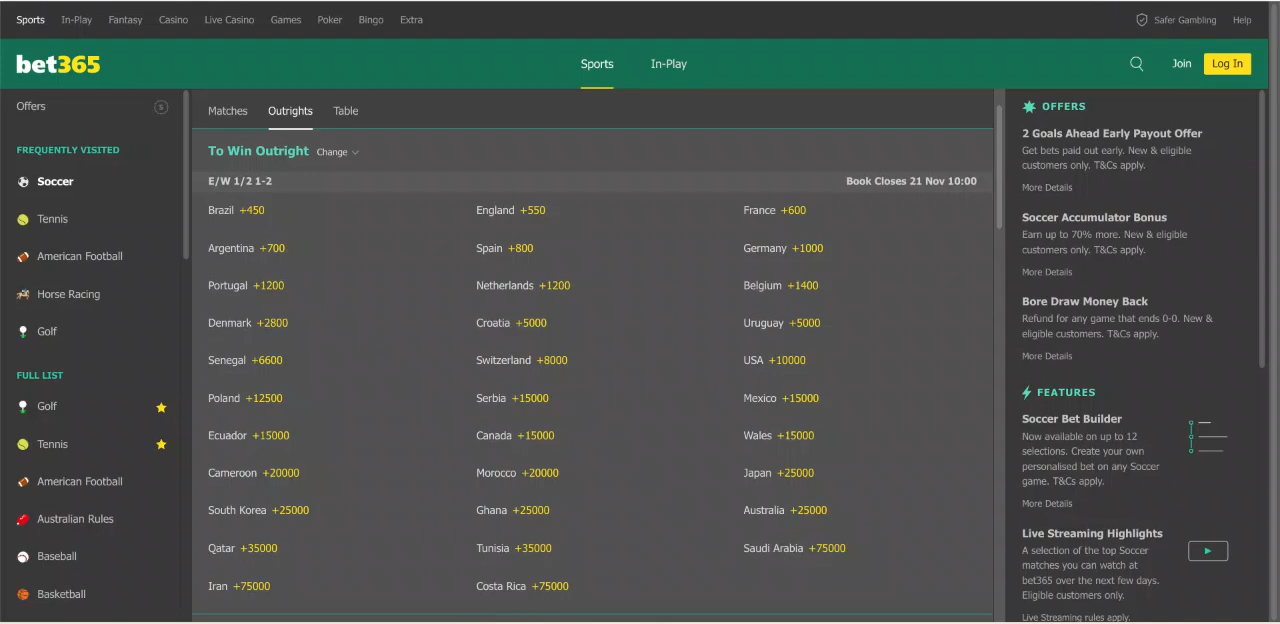 Sports In-Play Fantasy Casino Live Casino Games Poker Bingo Extra Safer Gambling Help
bet365 Sports In-Play Join Log In
Offers
FREQUENTLY VISITED
Soccer
Tennis
American Football
Horse Racing
Golf
FULL LIST
Golf
Tennis
American Football
Australian Rules
Baseball
Basketball
Matches Outrights Table
To Win Outright Change
E/W 1/2 1-2 Book Closes 21 Nov 10:00
Brazil +450 England +550 France +600
Argentina +700 Spain +800 Germany +1000
Portugal +1200 Netherlands +1200 Belgium +1400
Denmark +2800 Croatia +5000 Uruguay +5000
Senegal +6600 Switzerland +8000 USA +10000
Poland +12500 Serbia +15000 Mexico +15000
Ecuador +15000 Canada +15000 Wales +15000
Cameroon +20000 Morocco +20000 Japan +25000
South Korea +25000 Ghana +25000 Australia +25000
Qatar +35000 Tunisia +35000 Saudi Arabia +75000
Iran +75000 Costa Rica +75000
OFFERS
2 Goals Ahead Early Payout Offer
Get bets paid out early. New & eligible
customers only. T&Cs apply.
More Details
Soccer Accumulator Bonus
Earn up to 70% more. New & eligible
customers only. T&Cs apply.
More Details
Bore Draw Money Back
Refund for any game that ends 0-0. New &
eligible customers. T&Cs apply.
More Details
FEATURES
Soccer Bet Builder
Now available on up to 12
selections. Create your own
personalised bet on any Soccer
game. T&Cs apply.
More Details
Live Streaming Highlights
A selection of the top Soccer
matches you can watch at
bet365 over the next few days.
Eligible customers only.
Live Streaming rules apply.